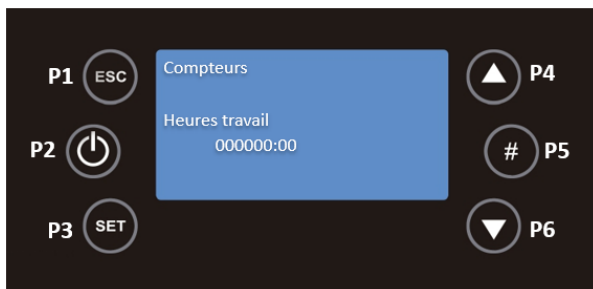 P1 ESC
Compteurs
P4
Heures travail
000000:00
P2
# P5
P3 SET
P6